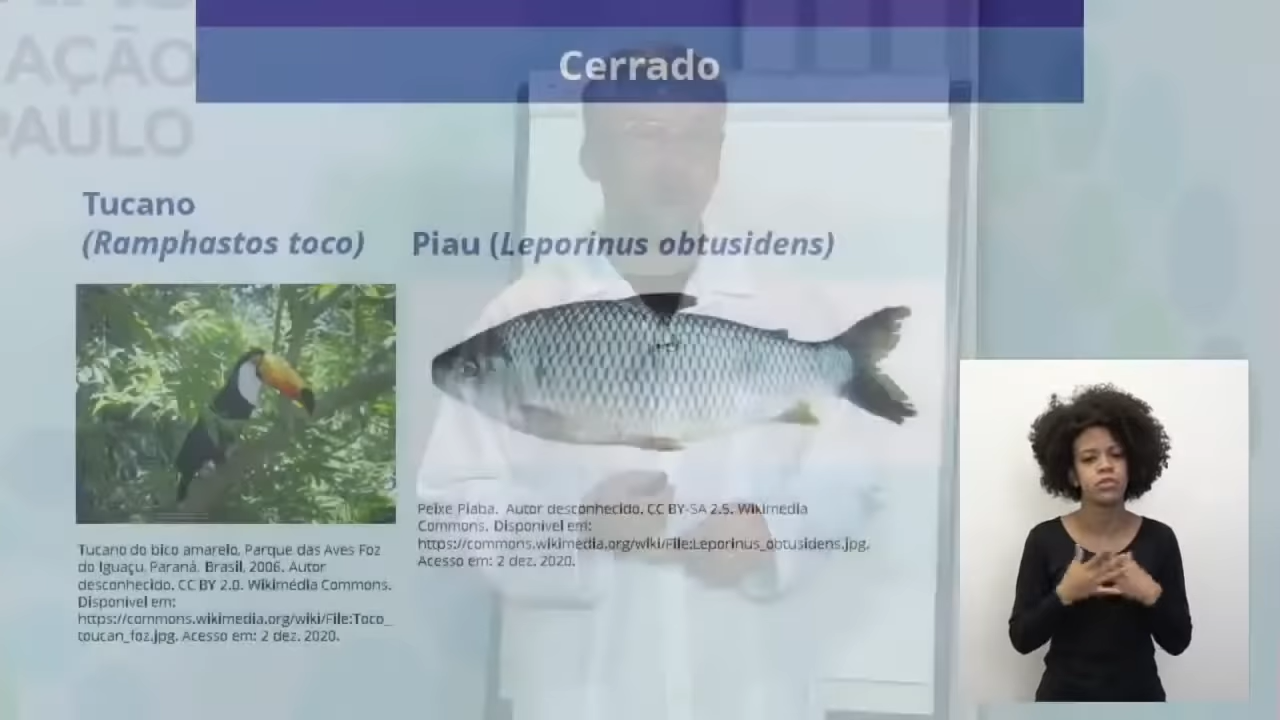 AÇÃO
PAULO
Cerrado
Tucano
(Ramphastos toco)
Piau (Leporinus obtusidens)
Tucano do bico amarelo, Parque das Aves Foz
do Iguaçu, Paraná, Brasil, 2006. Autor
desconhecido. CC BY 2.0. Wikimedia Commons.
Disponível em:
https://commons.wikimedia.org/wiki/File:Toco_
toucan_foz.jpg. Acesso em: 2 dez. 2020.
Peixe Piaba. Autor desconhecido. CC BY-SA 2.5. Wikimedia
Commons. Disponível em:
https://commons.wikimedia.org/wiki/File:Leporinus_obtusidens.jpg.
Acesso em: 2 dez. 2020.